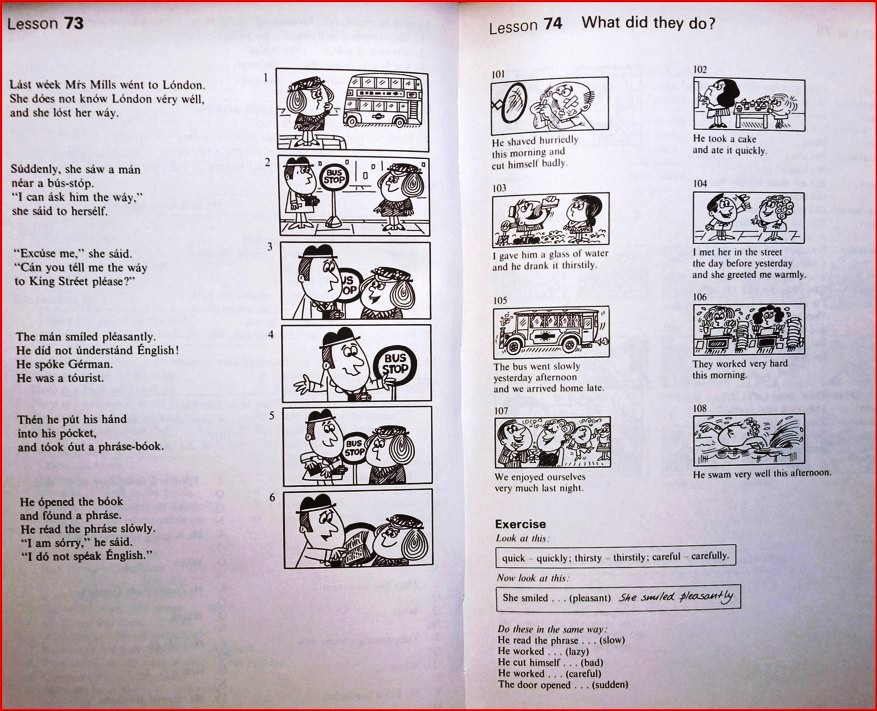 Lesson 73
Lást wéek Mŕs Mílls wént to Lóndon.
She dóes not knów Lóndon véry wéll,
and she lóst her wáy.
1
Súddenly, she sáw a mán
néar a bús-stóp.
“I can ásk him the wáy,”
she sáid to hersélf.
2
BUS
STOP
“Excúse me,” she sáid.
“Cán you téll me the wáy
to King Stréet pléase?”
3
US
OP
The mán smíled pléasantly.
He díd not únderstánd Énglish!
He spóke Gérman.
He was a tóurist.
4
BUS
STOP
Thén he pút his hánd
into his pócket,
and tóok óut a phráse-bóok.
5
BUS
STOP
He ópened the bóok
and fóund a phráse.
He réad the phráse slówly.
“I am sórry,” he sáid.
“I dó not spéak Énglish.”
6
Lesson 74 What did they do?
101
He shaved hurriedly
this morning and
cut himself badly.
102
He took a cake
and ate it quickly.
103
I gave him a glass of water
and he drank it thirstily.
104
I met her in the street
the day before yesterday
and she greeted me warmly.
105
The bus went slowly
yesterday afternoon
and we arrived home late.
106
They worked very hard
this morning.
107
We enjoyed ourselves
very much last night.
108
He swam very well this afternoon.
Exercise
Look at this:
quick – quickly; thirsty – thirstily; careful – carefully.
Now look at this:
She smiled . . . (pleasant) She smiled pleasantly
Do these in the same way:
He read the phrase . . . (slow)
He worked . . . (lazy)
He cut himself . . . (bad)
He worked . . . (careful)
The door opened . . . (sudden)